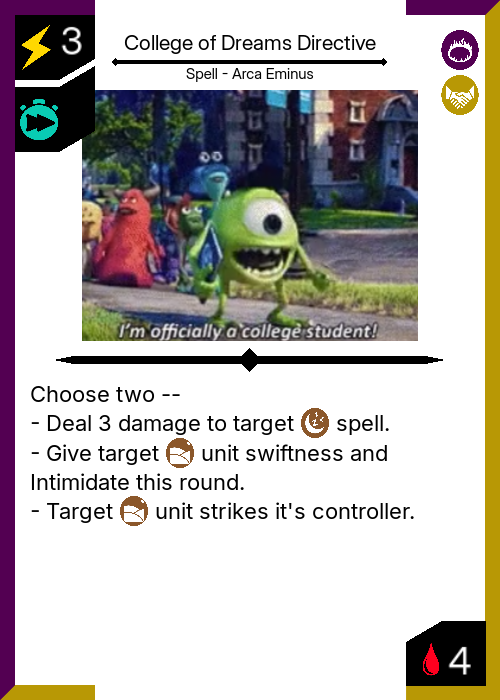 3
College of Dreams Directive
Spell - Arca Eminus
I'm officially a college student!
Choose two --
- Deal 3 damage to target spell.
- Give target unit swiftness and
Intimidate this round.
- Target unit strikes it's controller.
4